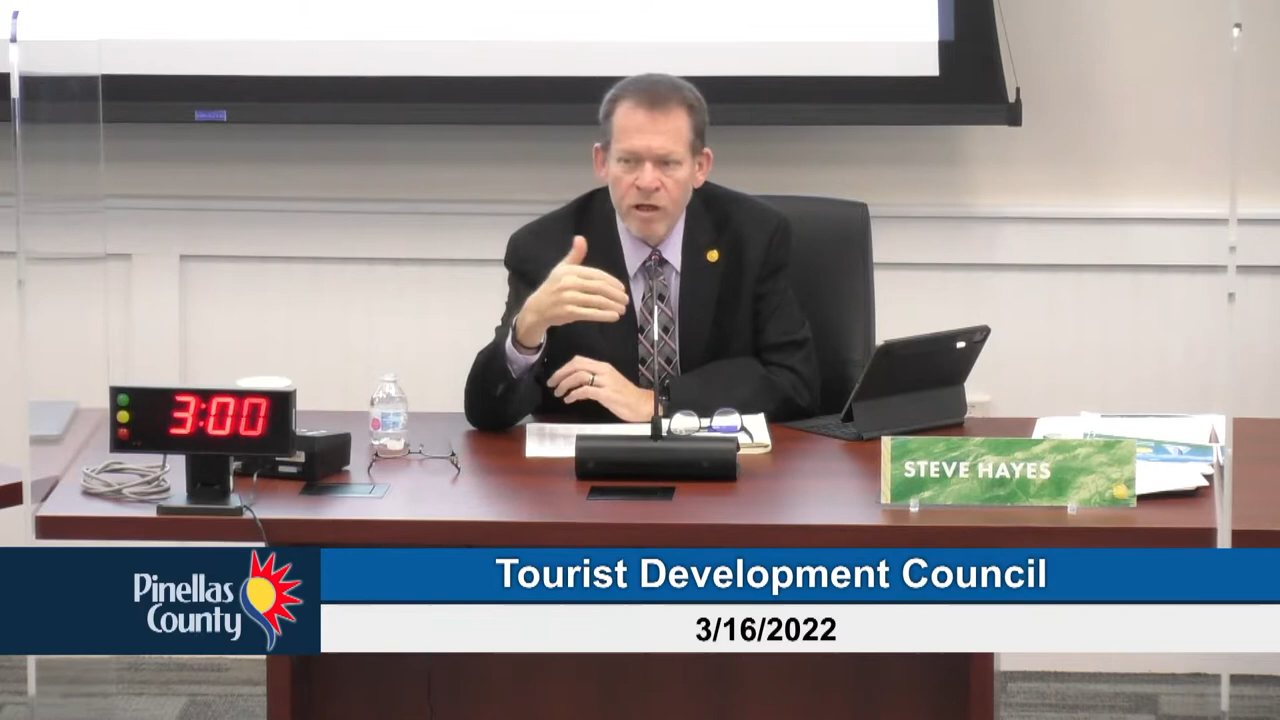 3:00
STEVE HAYES
Pinellas
County
Tourist Development Council
3/16/2022